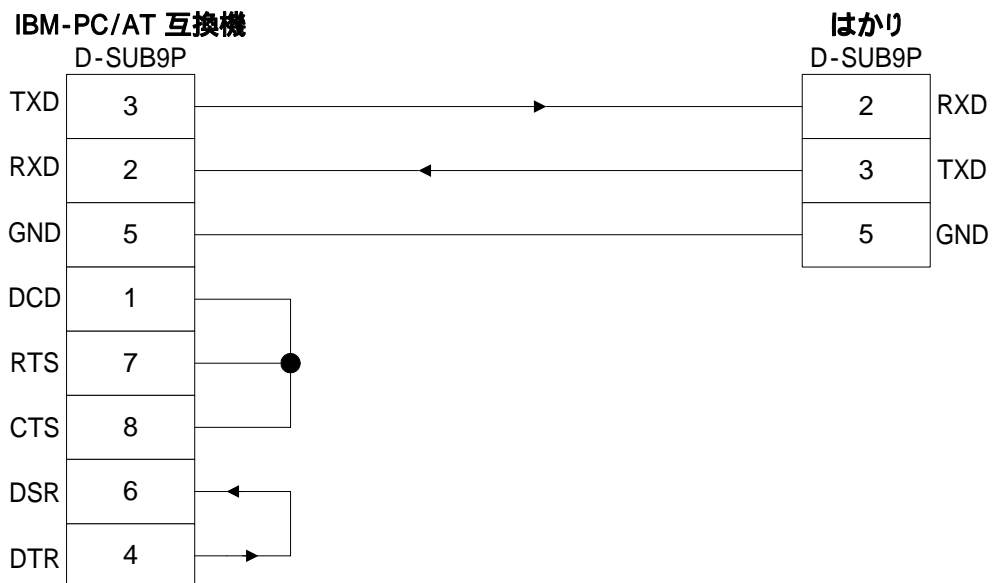 IBM-PC/AT 互換機 はかり
D-SUB9P D-SUB9P
TXD 3 2 RXD
RXD 2 3 TXD
GND 5 5 GND
DCD 1
RTS 7
CTS 8
DSR 6
DTR 4